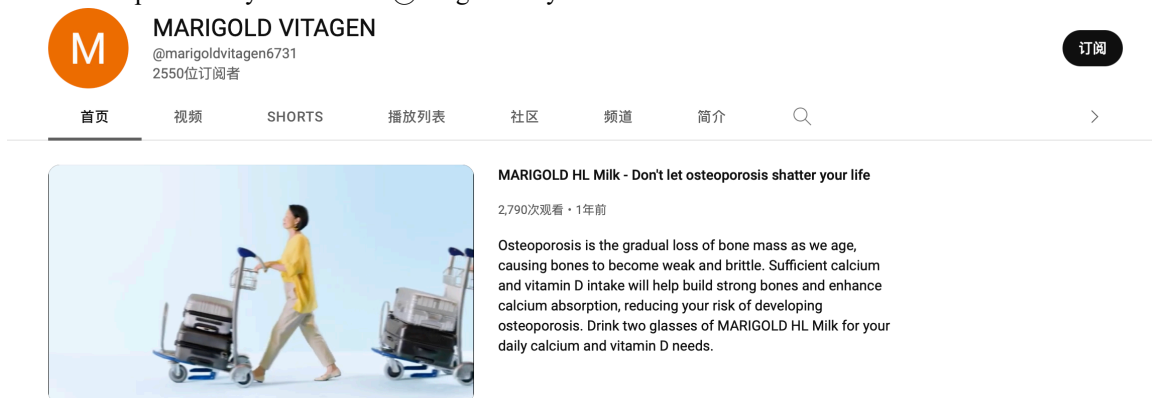 M
MARIGOLD VITAGEN
@marigoldvitagen6731
2550位订阅者
订阅
首页 视频 SHORTS 播放列表 社区 频道 简介
MARIGOLD HL Milk - Don't let osteoporosis shatter your life
2,790次观看 • 1年前
Osteoporosis is the gradual loss of bone mass as we age,
causing bones to become weak and brittle. Sufficient calcium
and vitamin D intake will help build strong bones and enhance
calcium absorption, reducing your risk of developing
osteoporosis. Drink two glasses of MARIGOLD HL Milk for your
daily calcium and vitamin D needs.